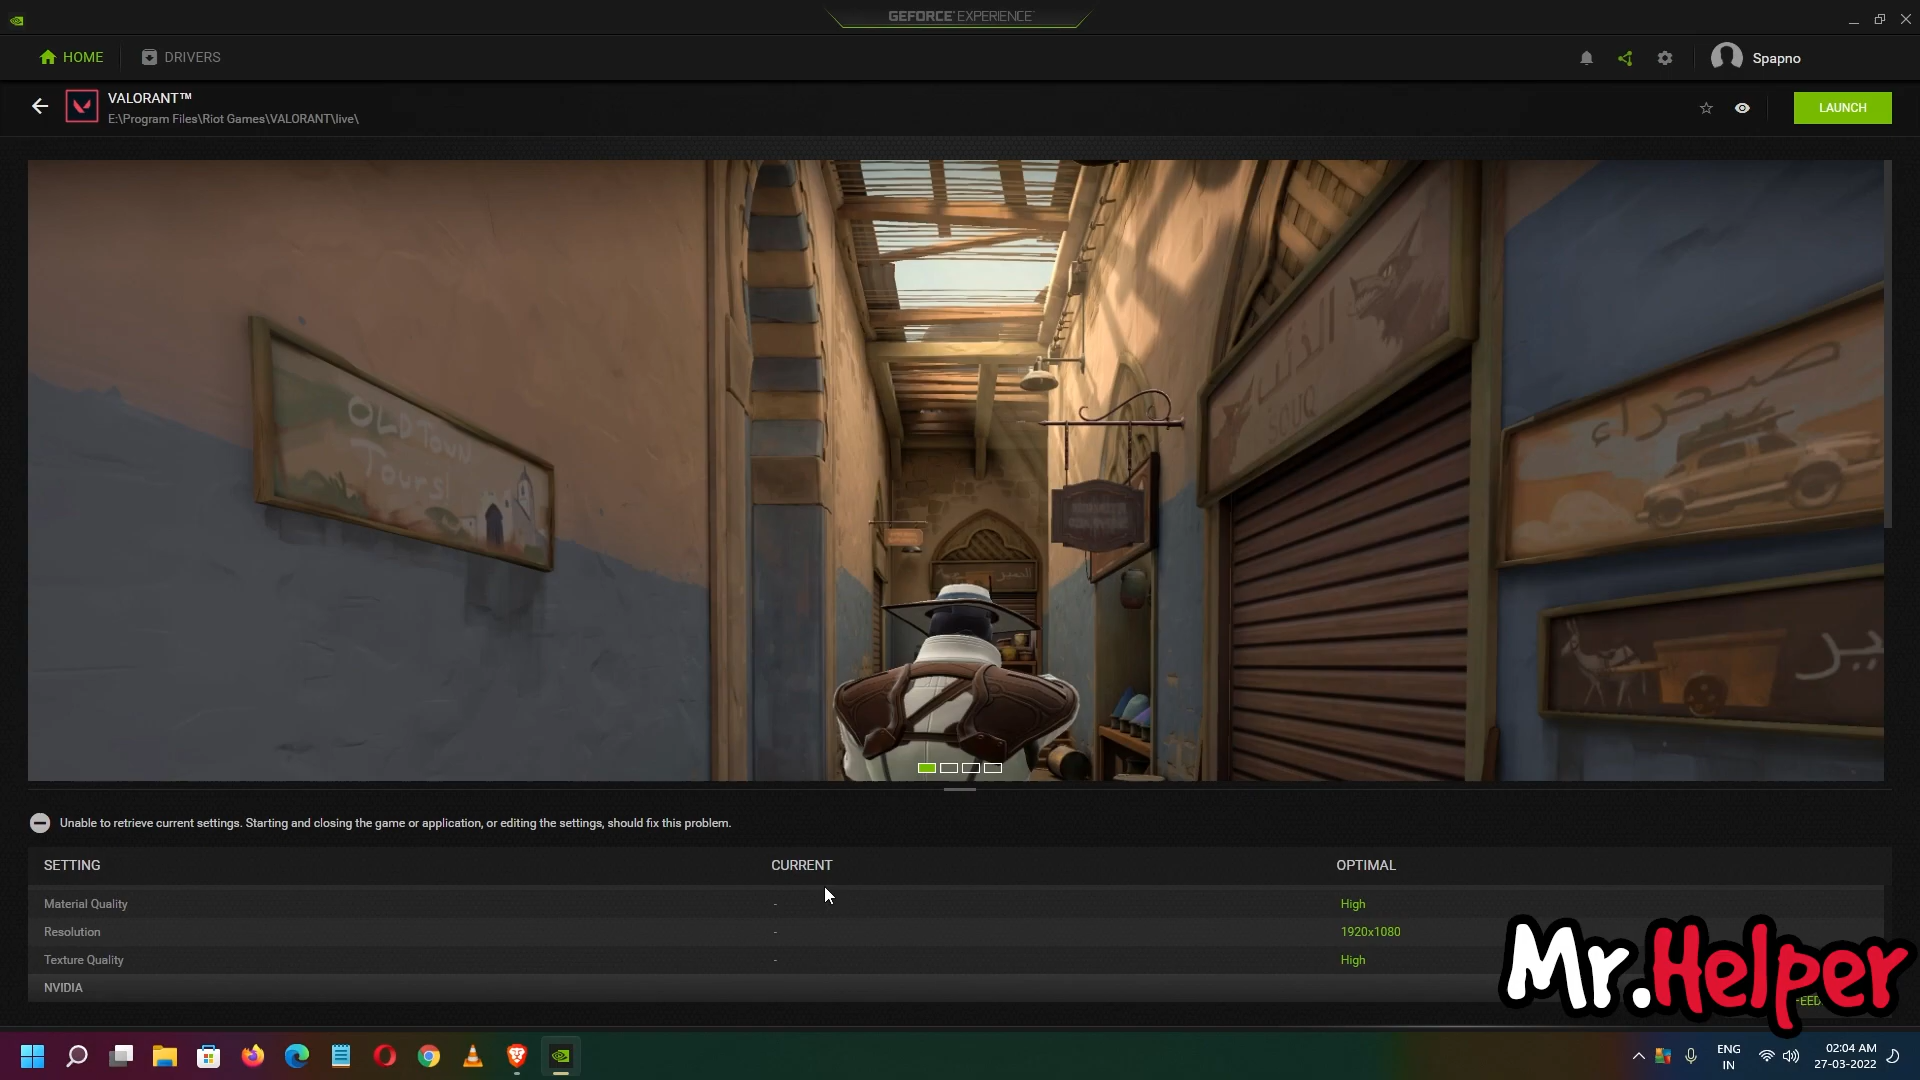 GEFORCE EXPERIENCE
HOME
DRIVERS
Spapno
VALORANT™
E:\Program Files\Riot Games\VALORANT\live\
LAUNCH
OLD TOWN
Tours!
الذئب
SOUQ
صحراء
Unable to retrieve current settings. Starting and closing the game or application, or editing the settings, should fix this problem.
SETTING CURRENT OPTIMAL
Material Quality - High
Resolution - 1920x1080
Texture Quality - High
NVIDIA
Mr.Helper
ENG
IN
02:04 AM
27-03-2022